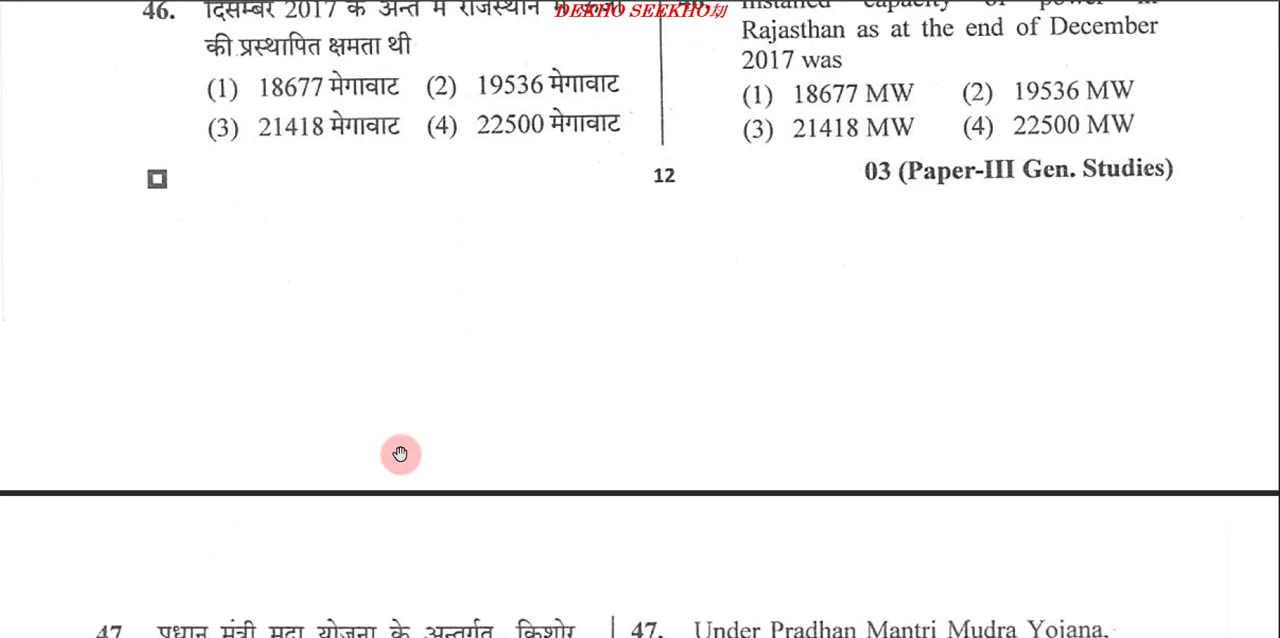 46. दिसम्बर 2017 के अन्त में राजस्थान में
की प्रस्थापित क्षमता थी
(1) 18677 मेगावाट (2) 19536 मेगावाट
(3) 21418 मेगावाट (4) 22500 मेगावाट
DEKHO SEEKHO
Installed capacity of power in
Rajasthan as at the end of December
2017 was
(1) 18677 MW (2) 19536 MW
(3) 21418 MW (4) 22500 MW
12
03 (Paper-III Gen. Studies)
47 प्रधान मंत्री मुद्रा योजना के अन्तर्गत, किशोर
47. Under Pradhan Mantri Mudra Yojana,